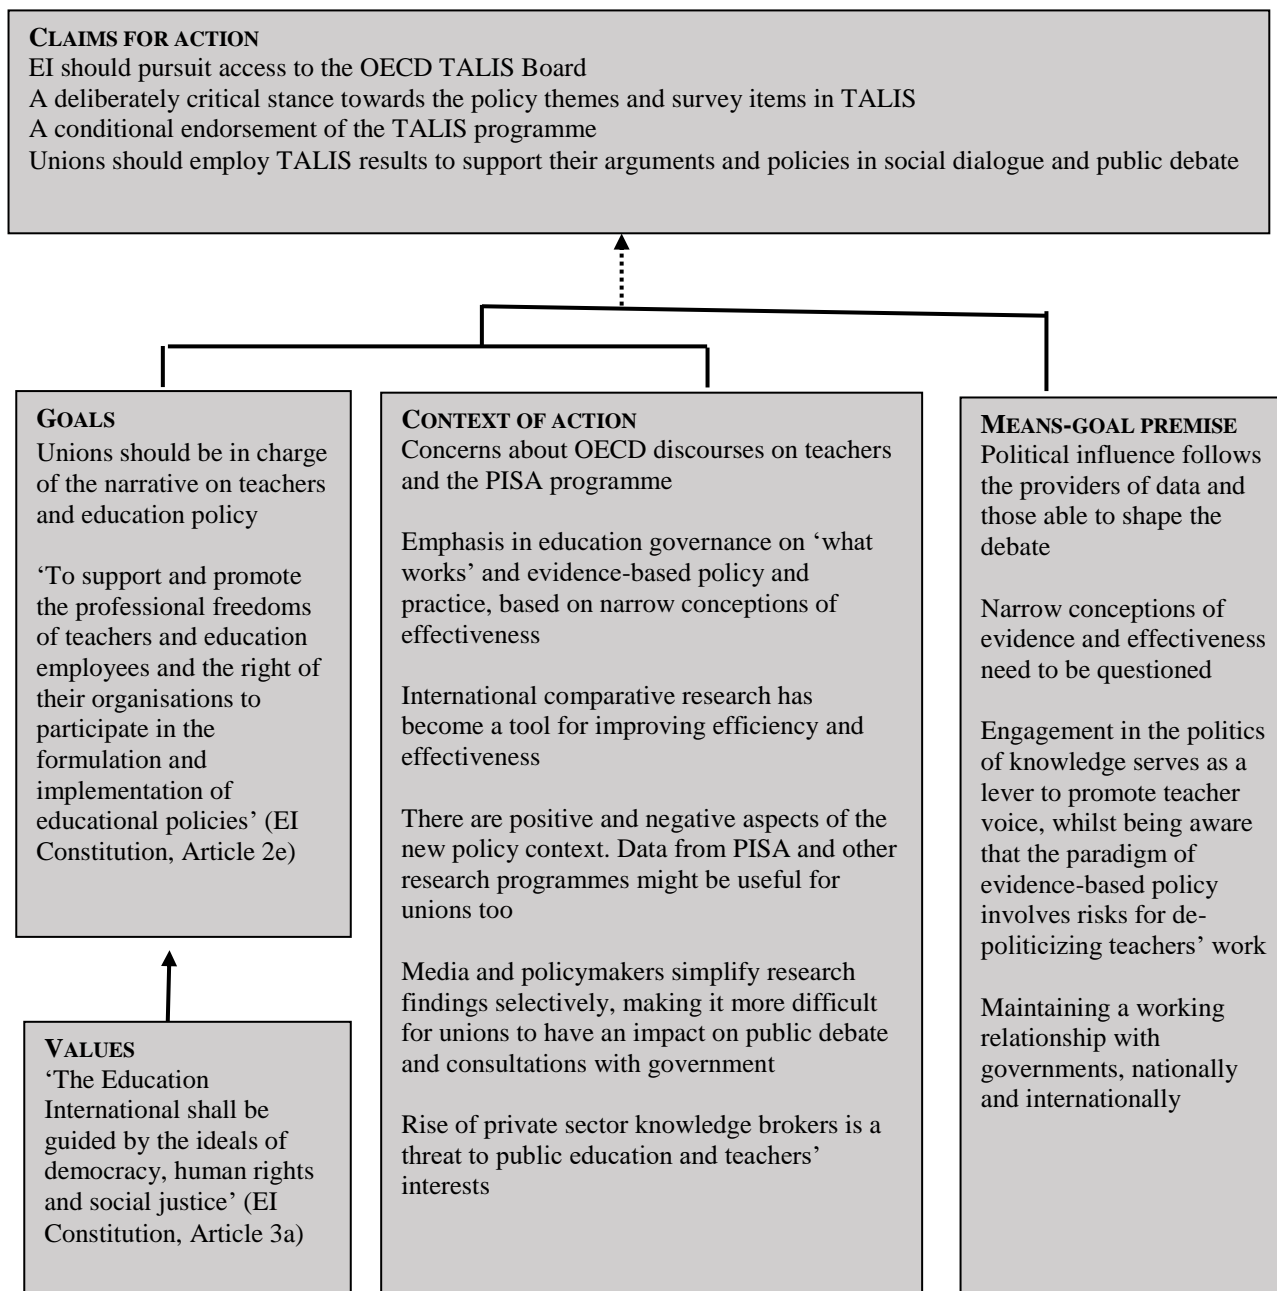 CLAIMS FOR ACTION
EI should pursuit access to the OECD TALIS Board
A deliberately critical stance towards the policy themes and survey items in TALIS
A conditional endorsement of the TALIS programme
Unions should employ TALIS results to support their arguments and policies in social dialogue and public debate
GOALS
Unions should be in charge
of the narrative on teachers
and education policy
‘To support and promote
the professional freedoms
of teachers and education
employees and the right of
their organisations to
participate in the
formulation and
implementation of
educational policies’ (EI
Constitution, Article 2e)
VALUES
‘The Education
International shall be
guided by the ideals of
democracy, human rights
and social justice’ (EI
Constitution, Article 3a)
CONTEXT OF ACTION
Concerns about OECD discourses on teachers
and the PISA programme
Emphasis in education governance on ‘what
works’ and evidence-based policy and
practice, based on narrow conceptions of
effectiveness
International comparative research has
become a tool for improving efficiency and
effectiveness
There are positive and negative aspects of the
new policy context. Data from PISA and other
research programmes might be useful for
unions too
Media and policymakers simplify research
findings selectively, making it more difficult
for unions to have an impact on public debate
and consultations with government
Rise of private sector knowledge brokers is a
threat to public education and teachers’
interests
MEANS-GOAL PREMISE
Political influence follows
the providers of data and
those able to shape the
debate
Narrow conceptions of
evidence and effectiveness
need to be questioned
Engagement in the politics
of knowledge serves as a
lever to promote teacher
voice, whilst being aware
that the paradigm of
evidence-based policy
involves risks for de-
politicizing teachers’ work
Maintaining a working
relationship with
governments, nationally
and internationally